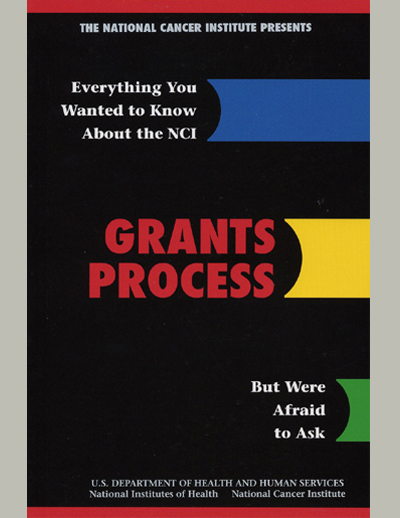 THE NATIONAL CANCER INSTITUTE PRESENTS
Everything You
Wanted to Know
About the NCI
GRANTS
PROCESS
But Were
Afraid
to Ask
U.S. DEPARTMENT OF HEALTH AND HUMAN SERVICES
National Institutes of Health National Cancer Institute